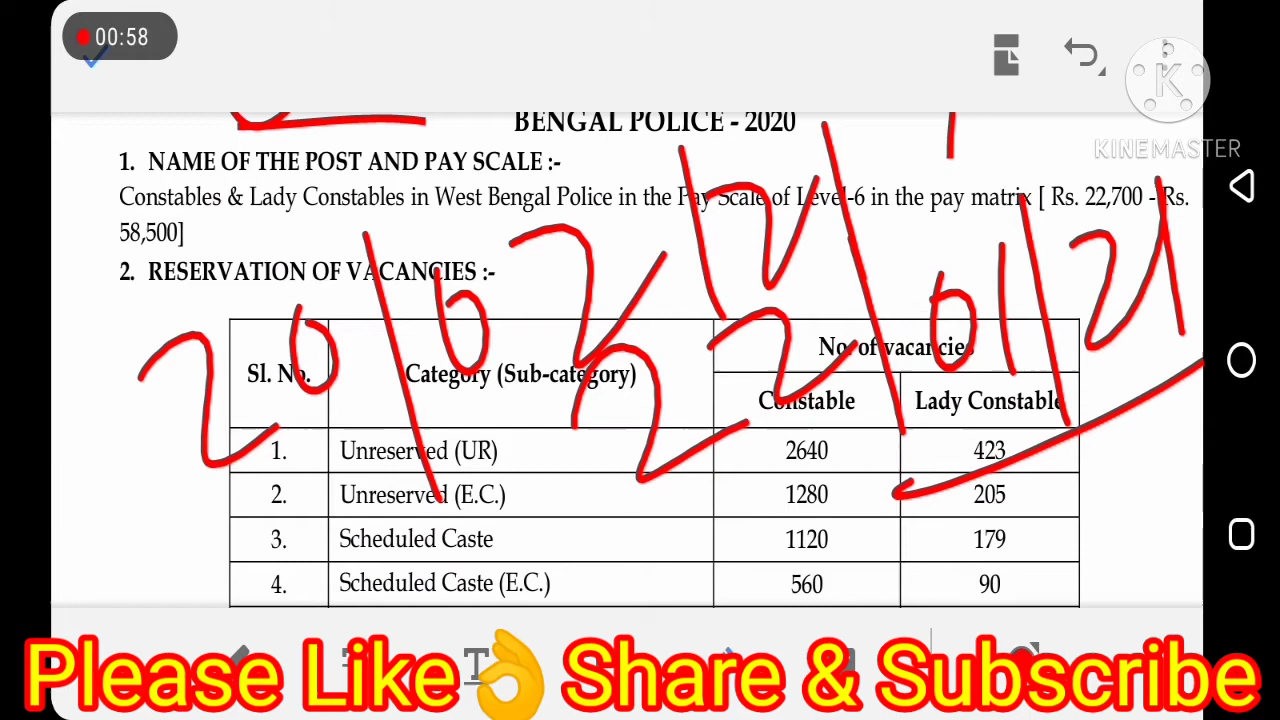 00:58
KINEMASTER
BENGAL POLICE - 2020
1. NAME OF THE POST AND PAY SCALE :-
Constables & Lady Constables in West Bengal Police in the Pay Scale of Level-6 in the pay matrix [ Rs. 22,700 - Rs.
58,500]
2. RESERVATION OF VACANCIES :-
Sl. No. Category (Sub-category) No. of vacancies
Constable Lady Constable
1. Unreserved (UR) 2640 423
2. Unreserved (E.C.) 1280 205
3. Scheduled Caste 1120 179
4. Scheduled Caste (E.C.) 560 90
Please Like👌Share & Subscribe